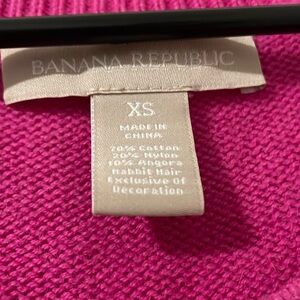 BANANA REPUBLIC
XS
MADE IN
CHINA
70% Cotton
20% Nylon
10% Angora
Rabbit Hair
Exclusive Of
Decoration